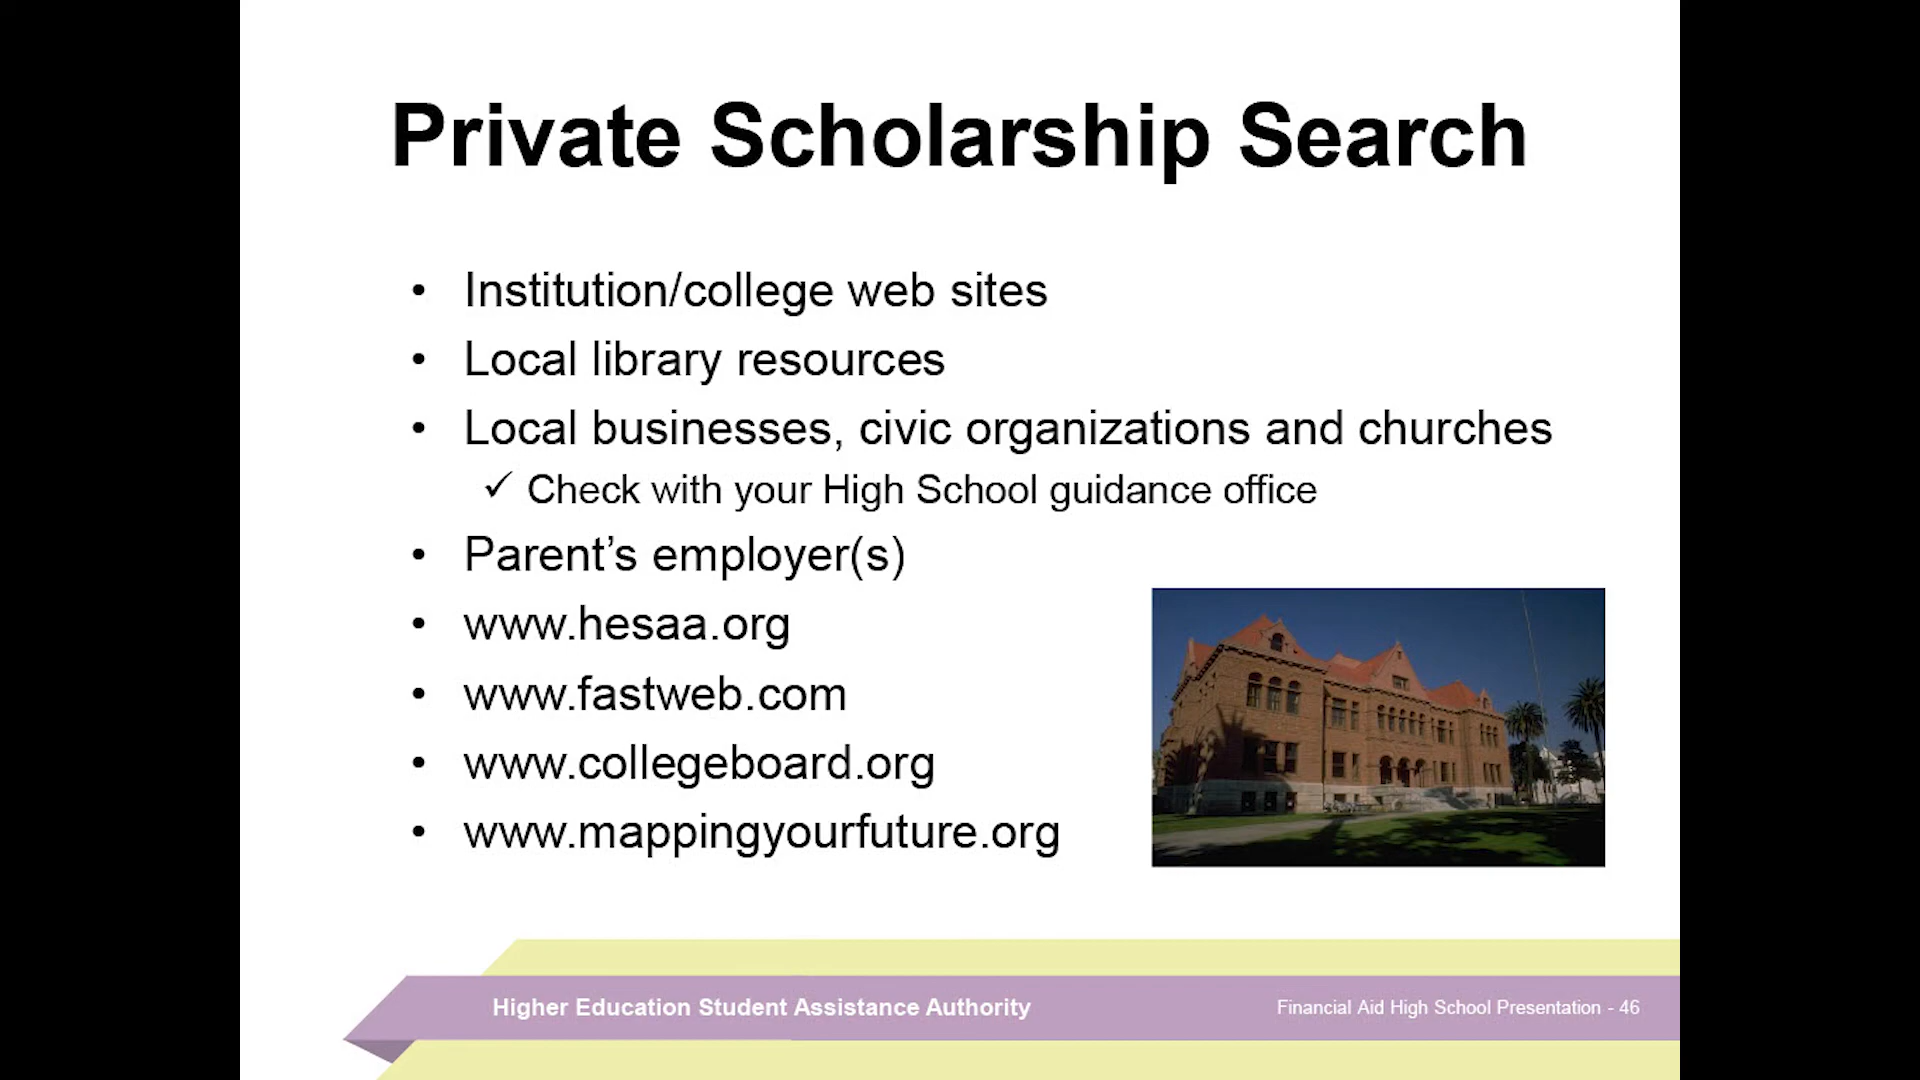 Private Scholarship Search
• Institution/college web sites
• Local library resources
• Local businesses, civic organizations and churches
✓ Check with your High School guidance office
• Parent’s employer(s)
• www.hesaa.org
• www.fastweb.com
• www.collegeboard.org
• www.mappingyourfuture.org
Higher Education Student Assistance Authority
Financial Aid High School Presentation - 46